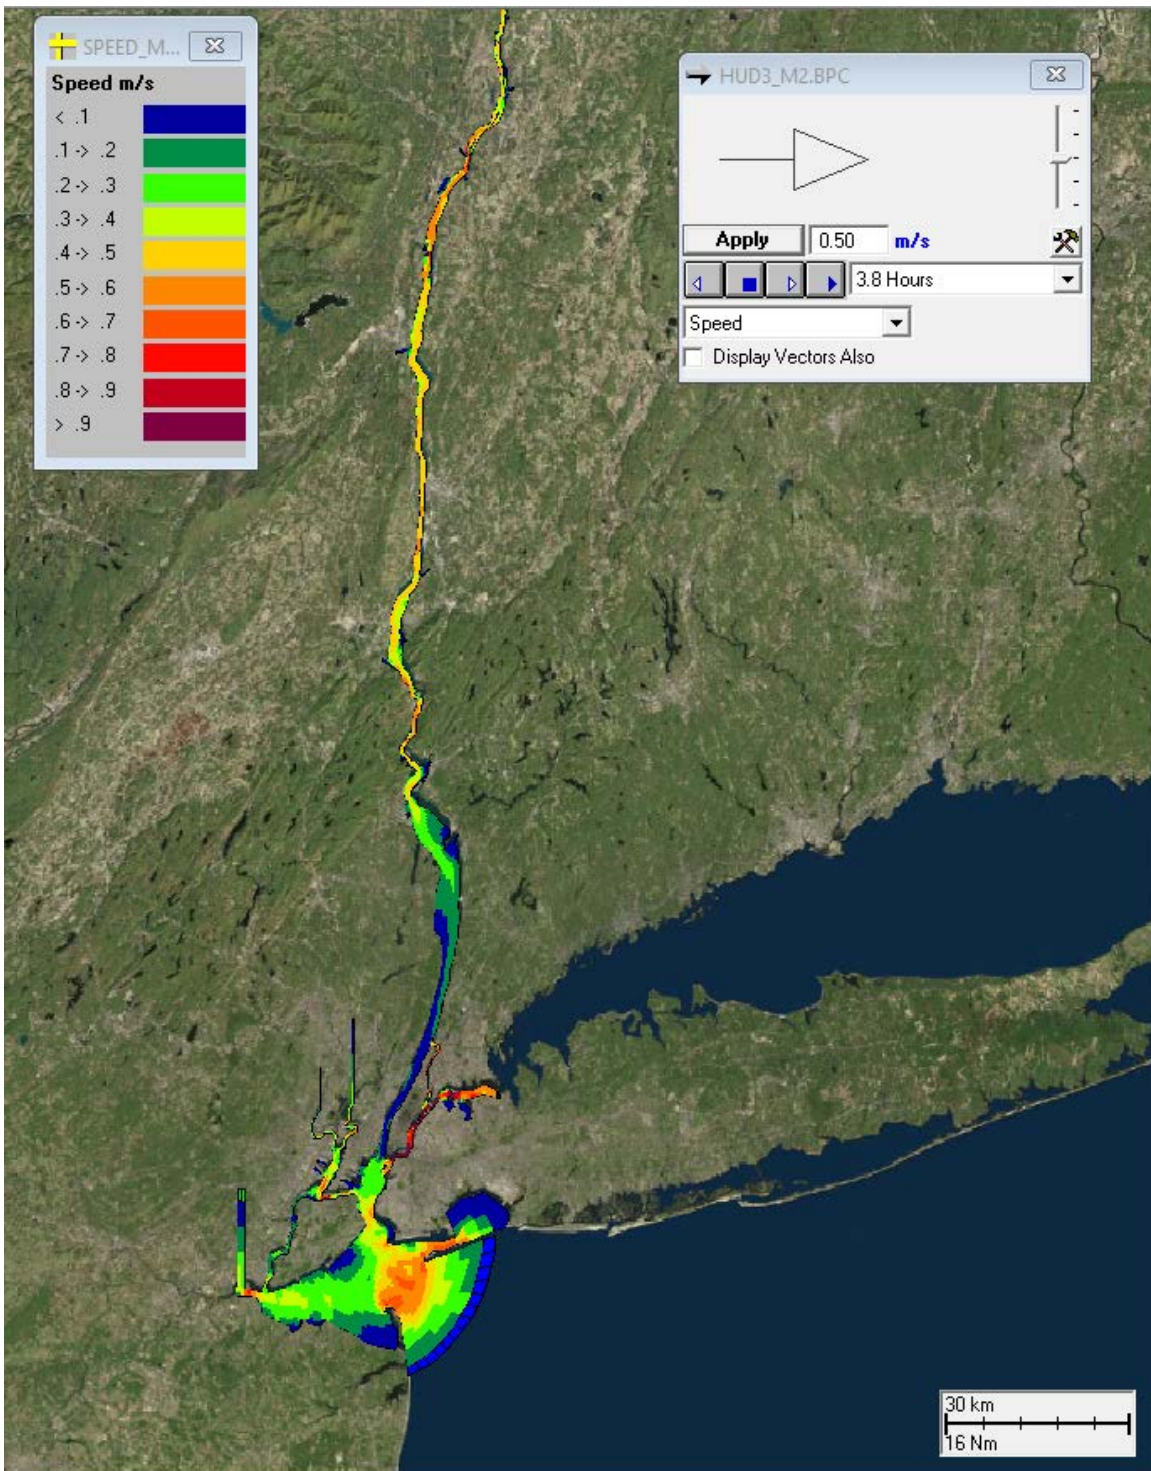 SPEED_M...
Speed m/s
< .1
.1-> .2
.2-> .3
.3-> .4
.4-> .5
.5-> .6
.6-> .7
.7-> .8
.8-> .9
> .9
HUD3_M2.BPC
Apply 0.50 m/s
3.8 Hours
Speed
Display Vectors Also
30 km
16 Nm